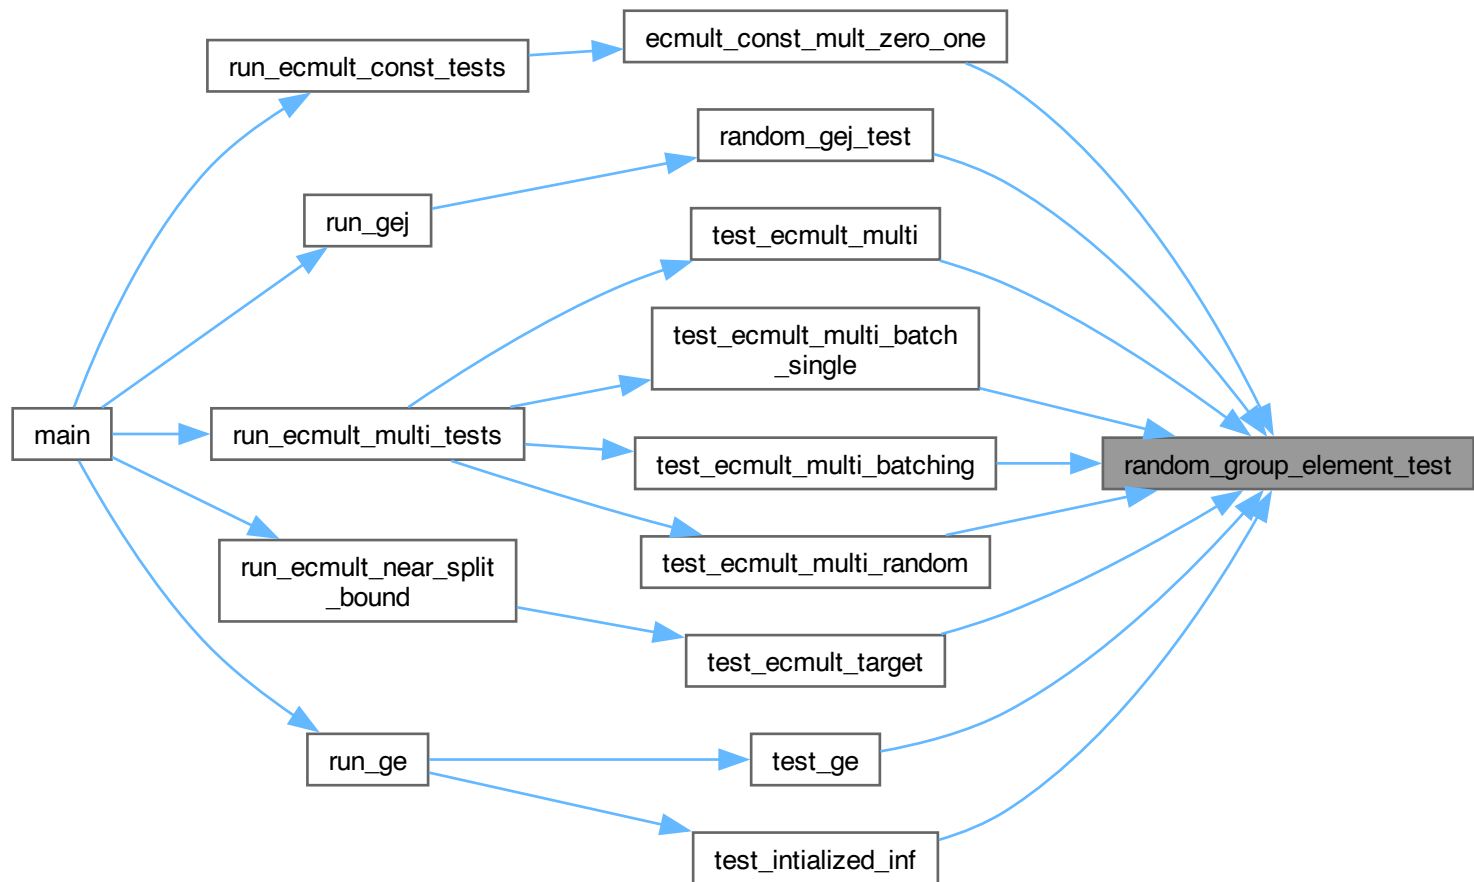 ecmult_const_mult_zero_one
run_ecmult_const_tests
random_gej_test
run_gej
test_ecmult_multi
test_ecmult_multi_batch
_single
main
run_ecmult_multi_tests
test_ecmult_multi_batching
random_group_element_test
test_ecmult_multi_random
run_ecmult_near_split
_bound
test_ecmult_target
run_ge
test_ge
test_intialized_inf